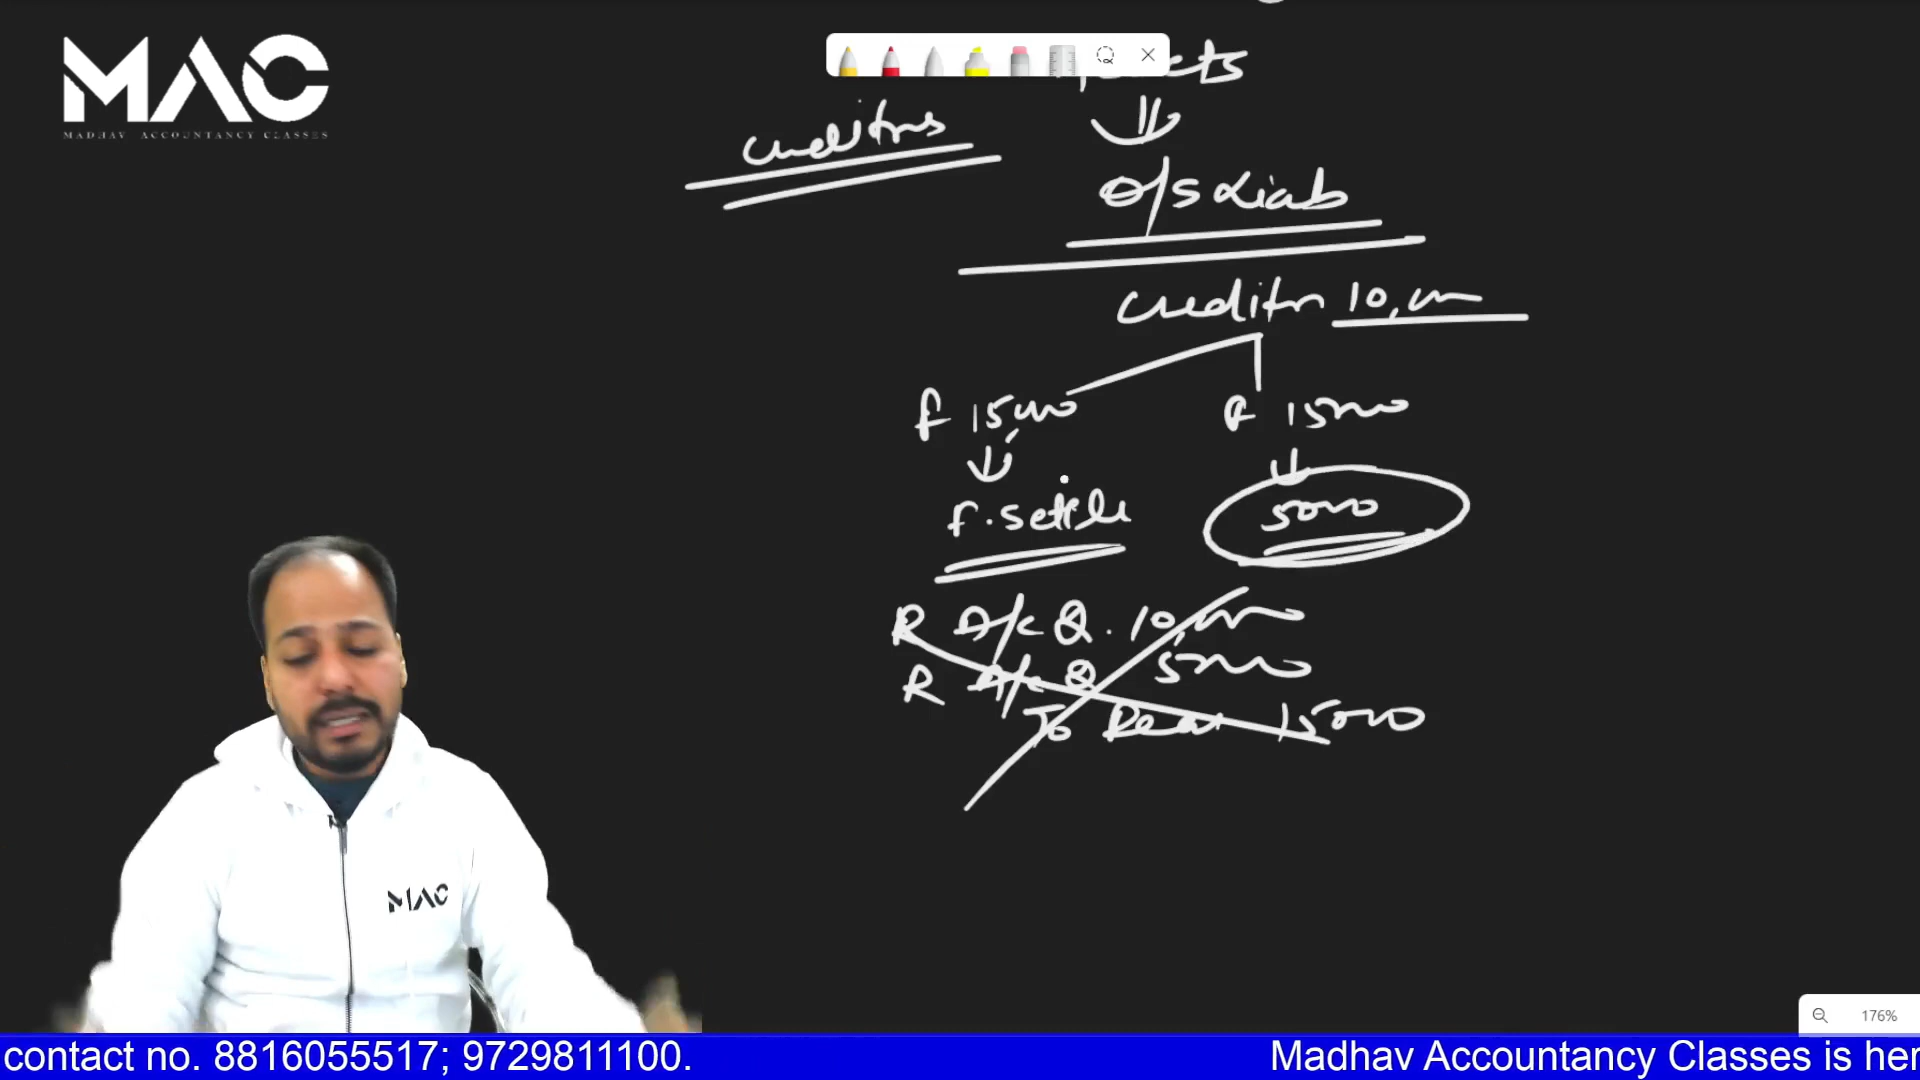 MAC
MADHAV ACCOUNTANCY CLASSES
creditors
O/S Liab
creditor 10,000
F 15,000
F 15000
F. Settle
5000
R A/c Dr. 10,000
R A/c Dr 5000
To Real 15000
MAC
176%
contact no. 8816055517; 9729811100.
Madhav Accountancy Classes is her